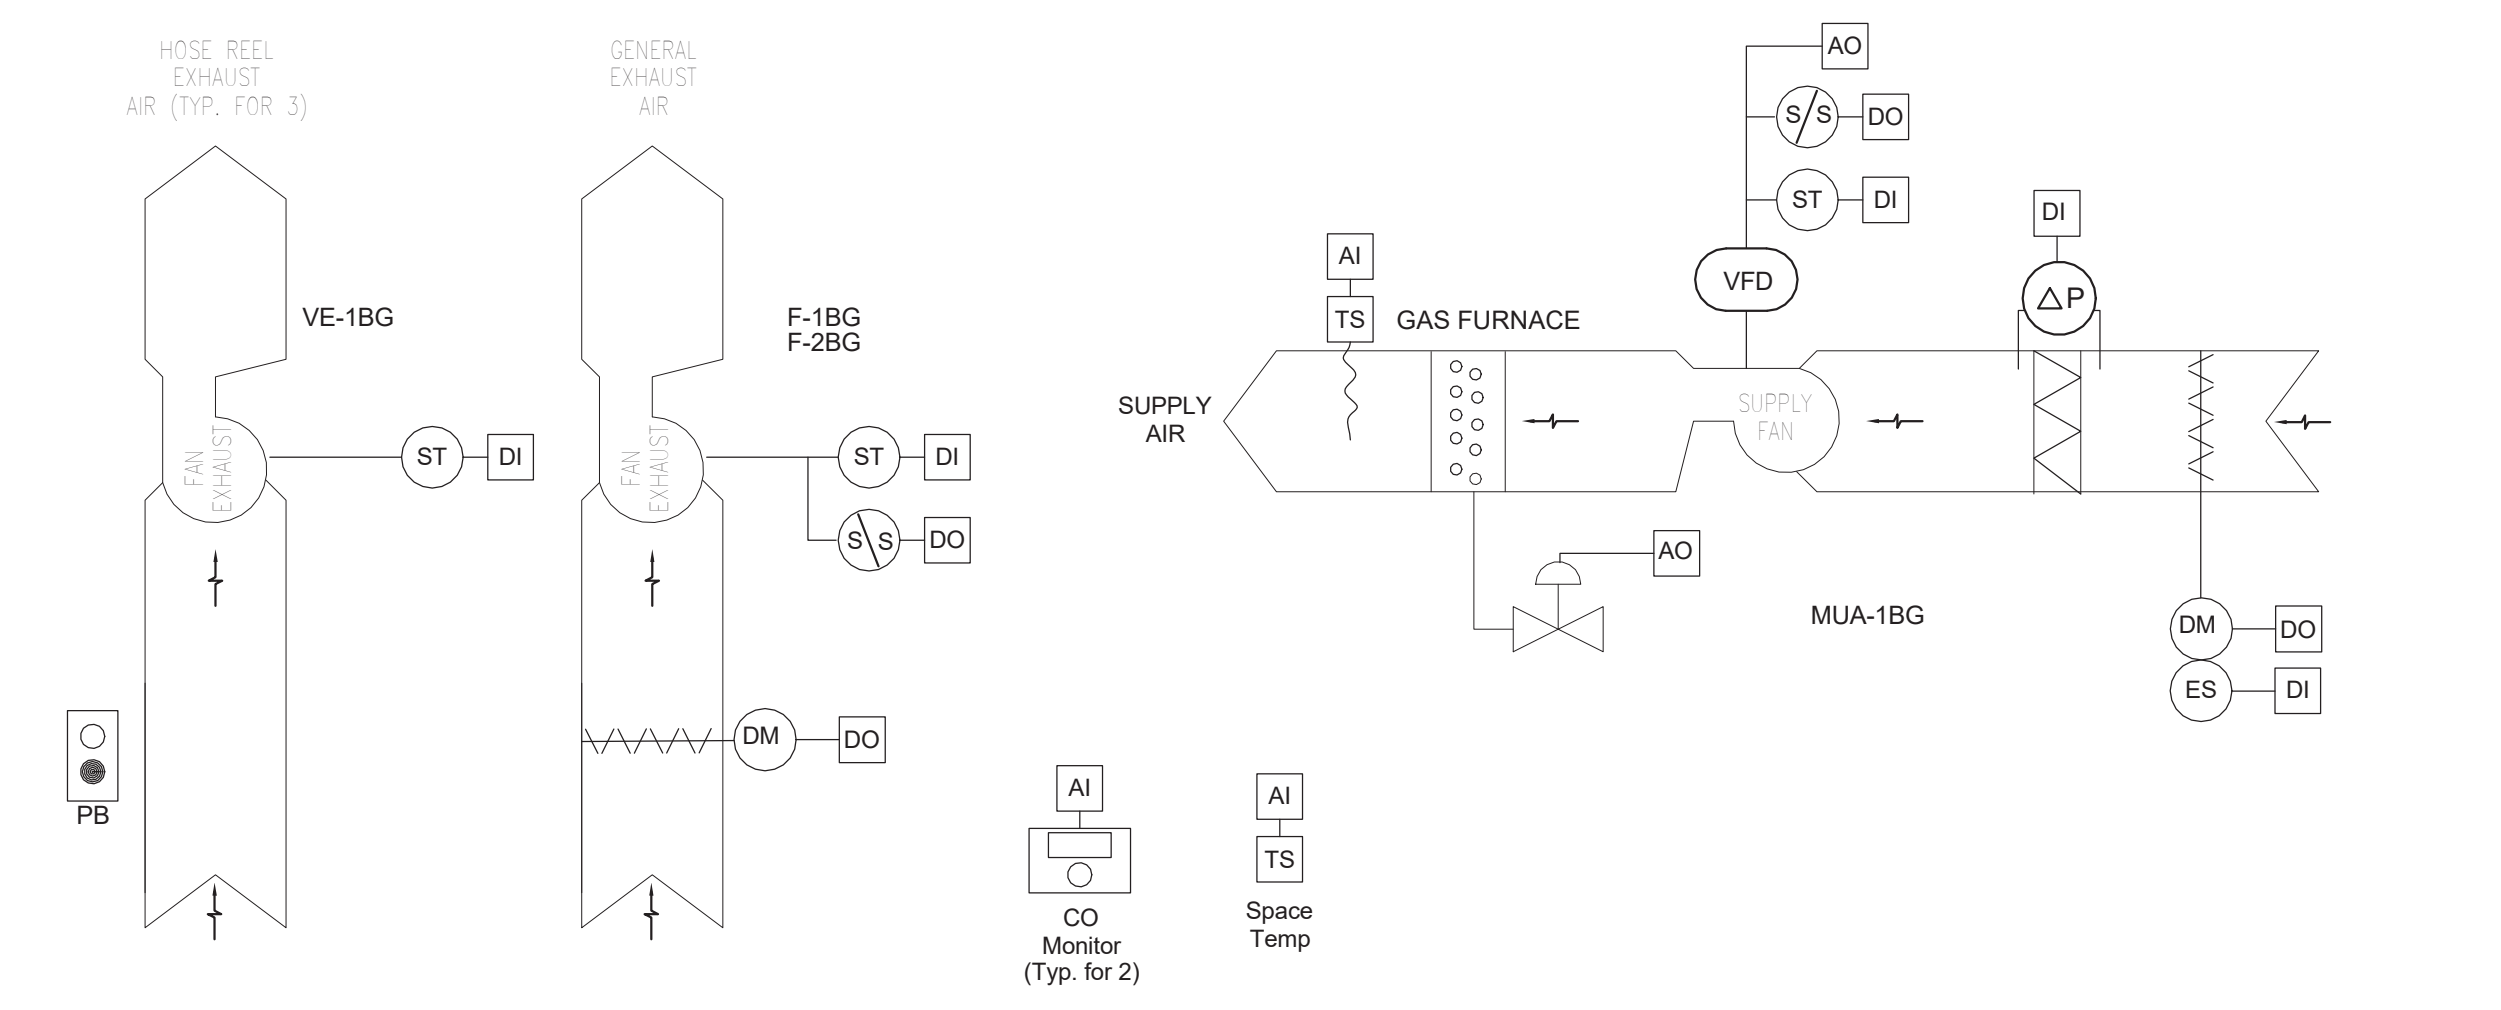 HOSE REEL
EXHAUST
AIR (TYP. FOR 3)
VE-1BG
FAN
EXHAUST
ST
DI
PB
GENERAL
EXHAUST
AIR
F-1BG
F-2BG
FAN
EXHAUST
ST
DI
S\S
DO
DM
DO
AI
CO
Monitor
(Typ. for 2)
AI
TS
Space
Temp
AO
S/S
DO
ST
DI
VFD
DI
△P
AI
TS
GAS FURNACE
SUPPLY
AIR
SUPPLY
FAN
AO
MUA-1BG
DM
DO
ES
DI